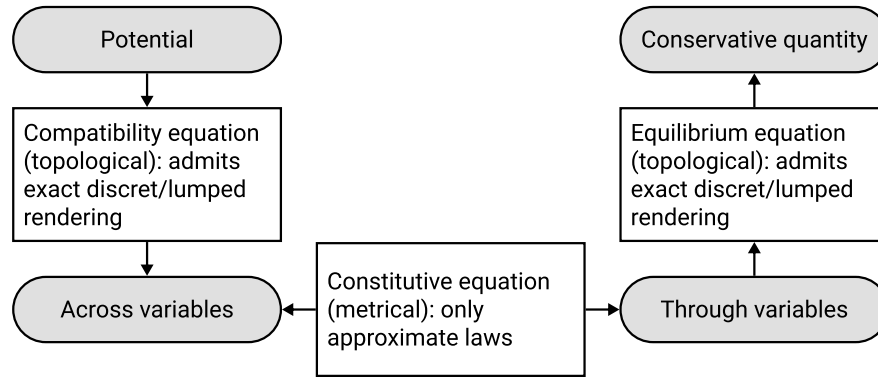 Potential
Conservative quantity
Compatibility equation
(topological): admits
exact discret/lumped
rendering
Equilibrium equation
(topological): admits
exact discret/lumped
rendering
Across variables
Constitutive equation
(metrical): only
approximate laws
Through variables